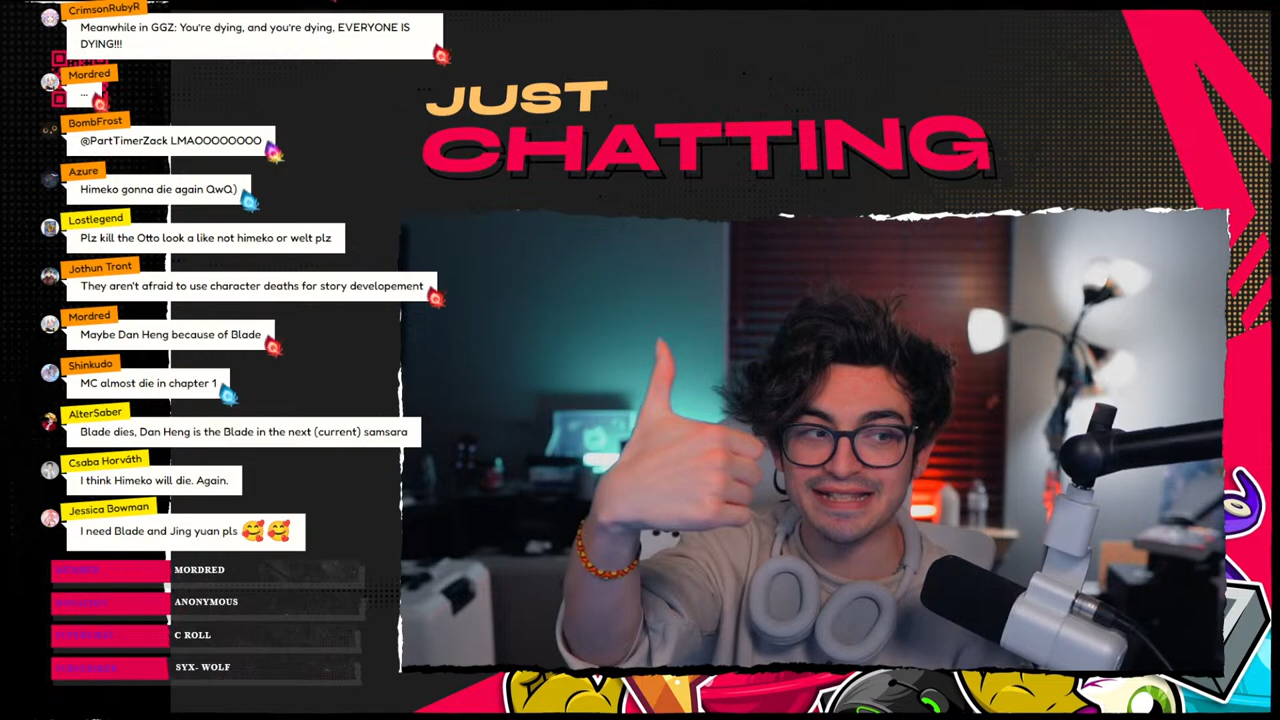 CrimsonRubyR
Meanwhile in GGZ: You're dying, and you're dying, EVERYONE IS
DYING!!!
Mordred
...
BombFrost
@PartTimerZack LMAOOOOOOOO
Azure
Himeko gonna die again QwQ)
Lostlegend
Plz kill the Otto look a like not himeko or welt plz
Jothun Tront
They aren't afraid to use character deaths for story developement
Mordred
Maybe Dan Heng because of Blade
Shinkudo
MC almost die in chapter 1
AlterSaber
Blade dies, Dan Heng is the Blade in the next (current) samsara
Csaba Horváth
I think Himeko will die. Again.
Jessica Bowman
I need Blade and Jing yuan pls 🥰 🥰
MORDRED
ANONYMOUS
C ROLL
SYX- WOLF
JUST
CHATTING